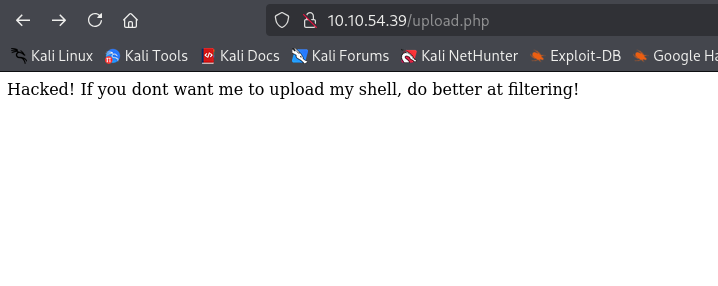 10.10.54.39/upload.php
Kali Linux Kali Tools Kali Docs Kali Forums Kali NetHunter Exploit-DB Google Ha
Hacked! If you dont want me to upload my shell, do better at filtering!